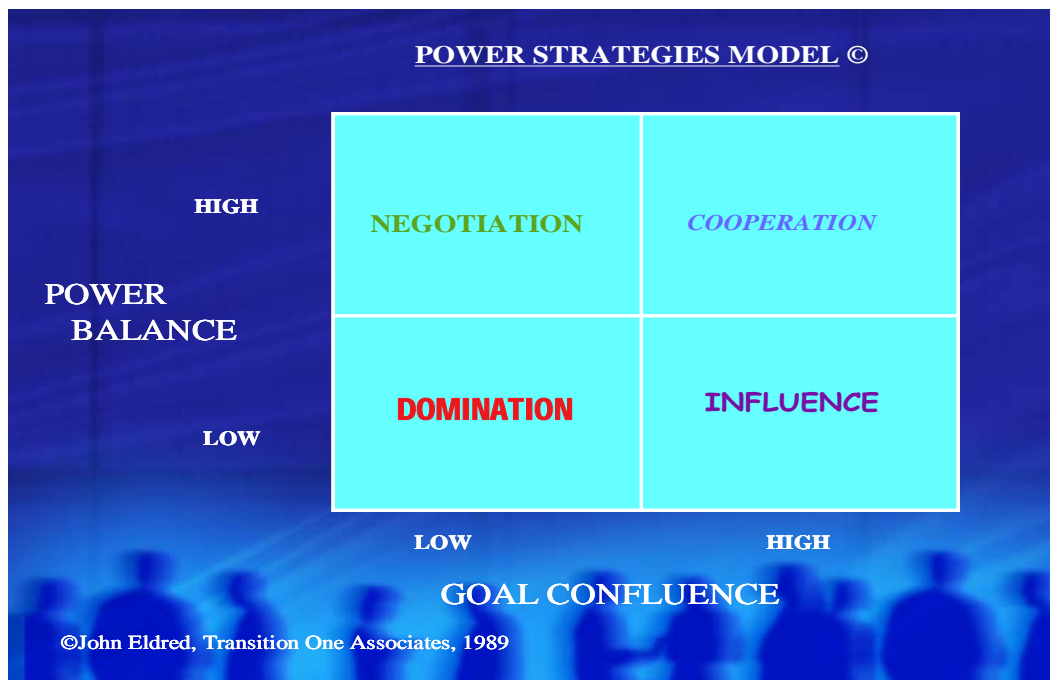 POWER STRATEGIES MODEL ©
HIGH
NEGOTIATION
COOPERATION
POWER
BALANCE
DOMINATION
INFLUENCE
LOW
LOW
HIGH
GOAL CONFLUENCE
©John Eldred, Transition One Associates, 1989